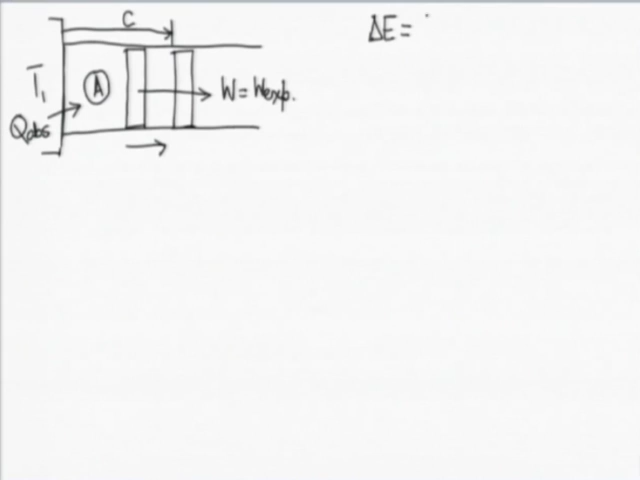 C
ΔE =
T₁
A
W = Wexp.
Qabs